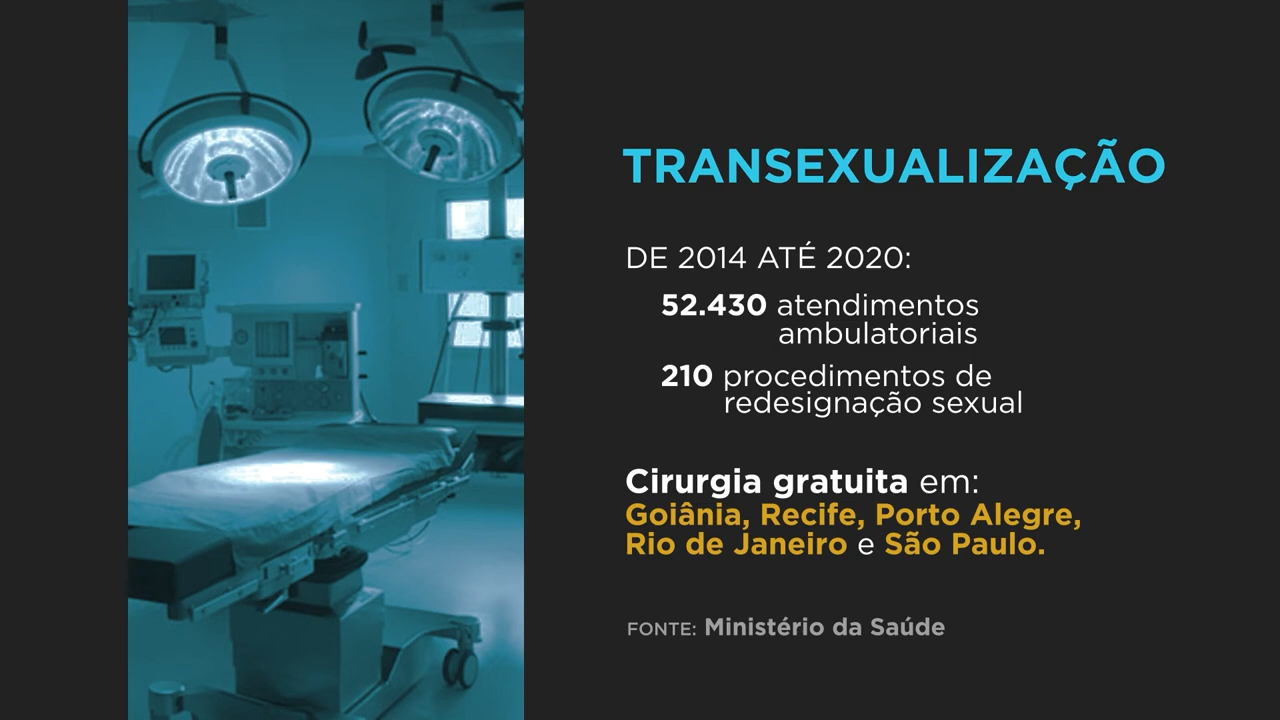 TRANSEXUALIZAÇÃO
DE 2014 ATÉ 2020:
52.430 atendimentos
ambulatoriais
210 procedimentos de
redesignação sexual
Cirurgia gratuita em:
Goiânia, Recife, Porto Alegre,
Rio de Janeiro e São Paulo.
FONTE: Ministério da Saúde